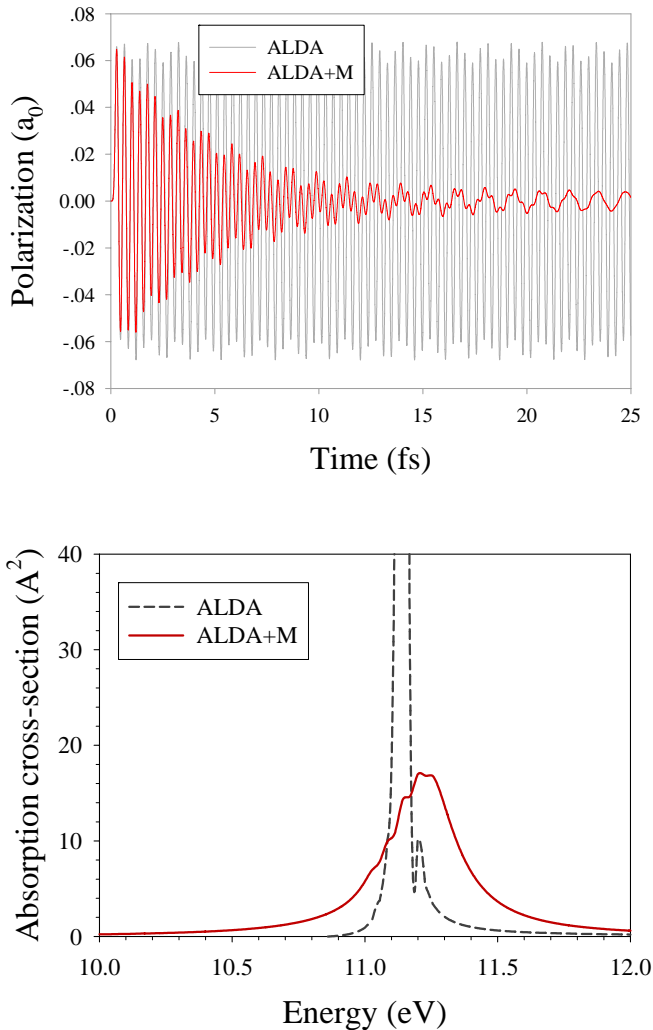 .08
.06
.04
.02
0.00
-.02
-.04
-.06
-.08
Polarization (a0)
ALDA
ALDA+M
0 5 10 15 20 25
Time (fs)
40
30
20
10
0
Absorption cross-section (A^2)
ALDA
ALDA+M
10.0 10.5 11.0 11.5 12.0
Energy (eV)